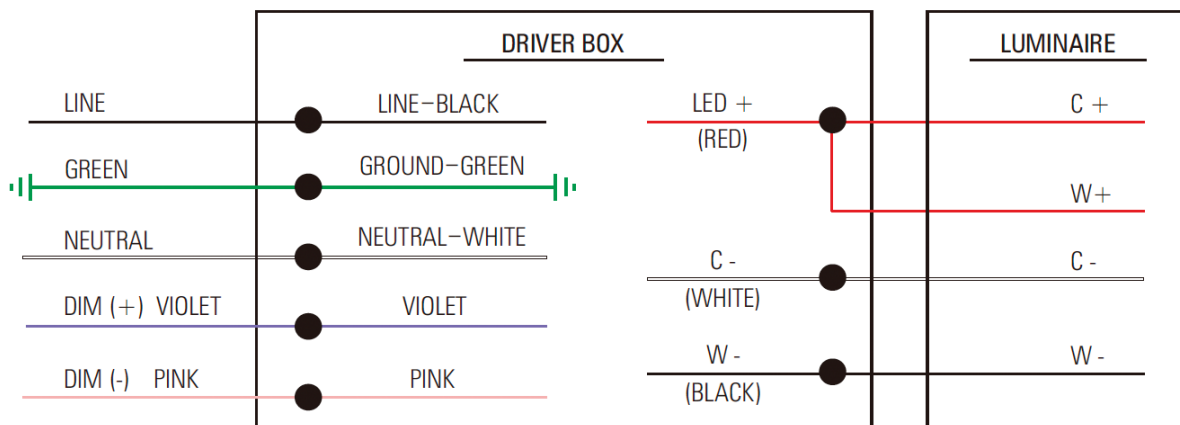 DRIVER BOX
LUMINAIRE
LINE
LINE–BLACK
LED +
(RED)
C +
GREEN
GROUND–GREEN
W+
NEUTRAL
NEUTRAL–WHITE
C -
(WHITE)
C -
DIM (+) VIOLET
VIOLET
W -
(BLACK)
W -
DIM (-) PINK
PINK